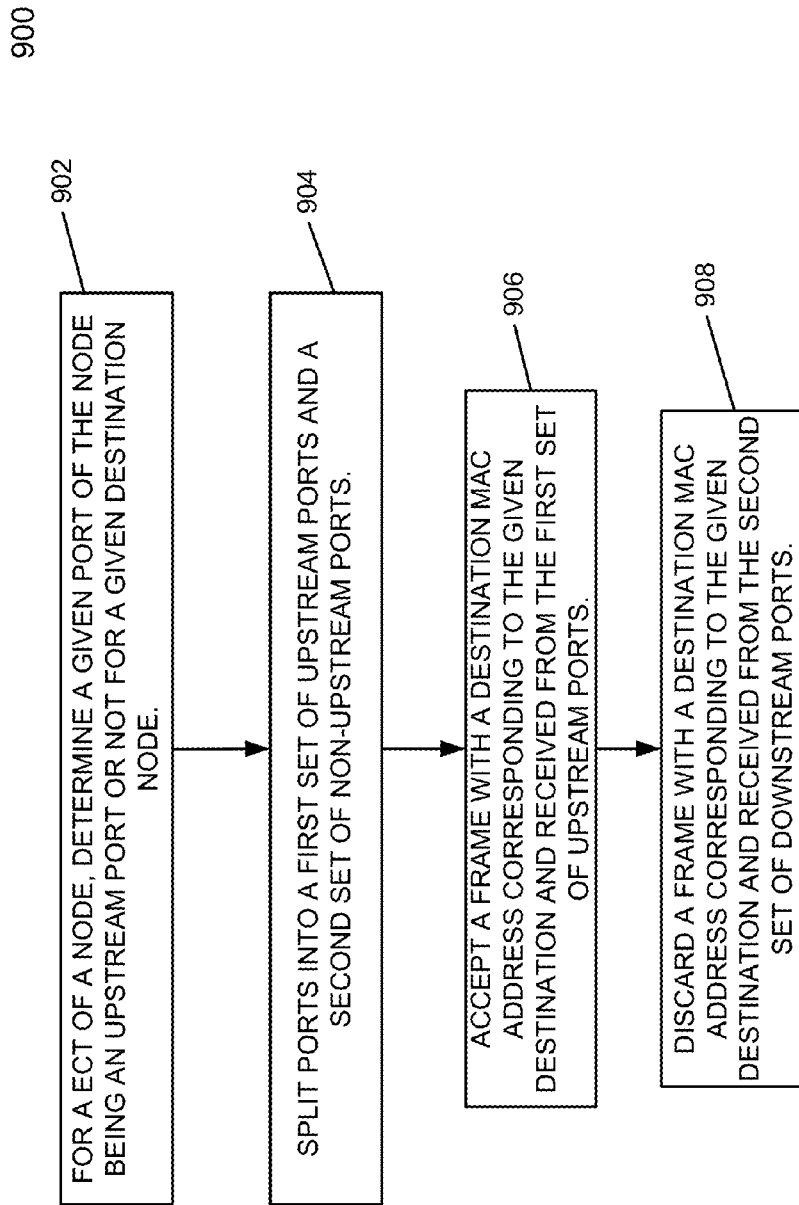 900
902
FOR A ECT OF A NODE, DETERMINE A GIVEN PORT OF THE NODE
BEING AN UPSTREAM PORT OR NOT FOR A GIVEN DESTINATION
NODE.
904
SPLIT PORTS INTO A FIRST SET OF UPSTREAM PORTS AND A
SECOND SET OF NON-UPSTREAM PORTS.
906
ACCEPT A FRAME WITH A DESTINATION MAC
ADDRESS CORRESPONDING TO THE GIVEN
DESTINATION AND RECEIVED FROM THE FIRST SET
OF UPSTREAM PORTS.
908
DISCARD A FRAME WITH A DESTINATION MAC
ADDRESS CORRESPONDING TO THE GIVEN
DESTINATION AND RECEIVED FROM THE SECOND
SET OF DOWNSTREAM PORTS.